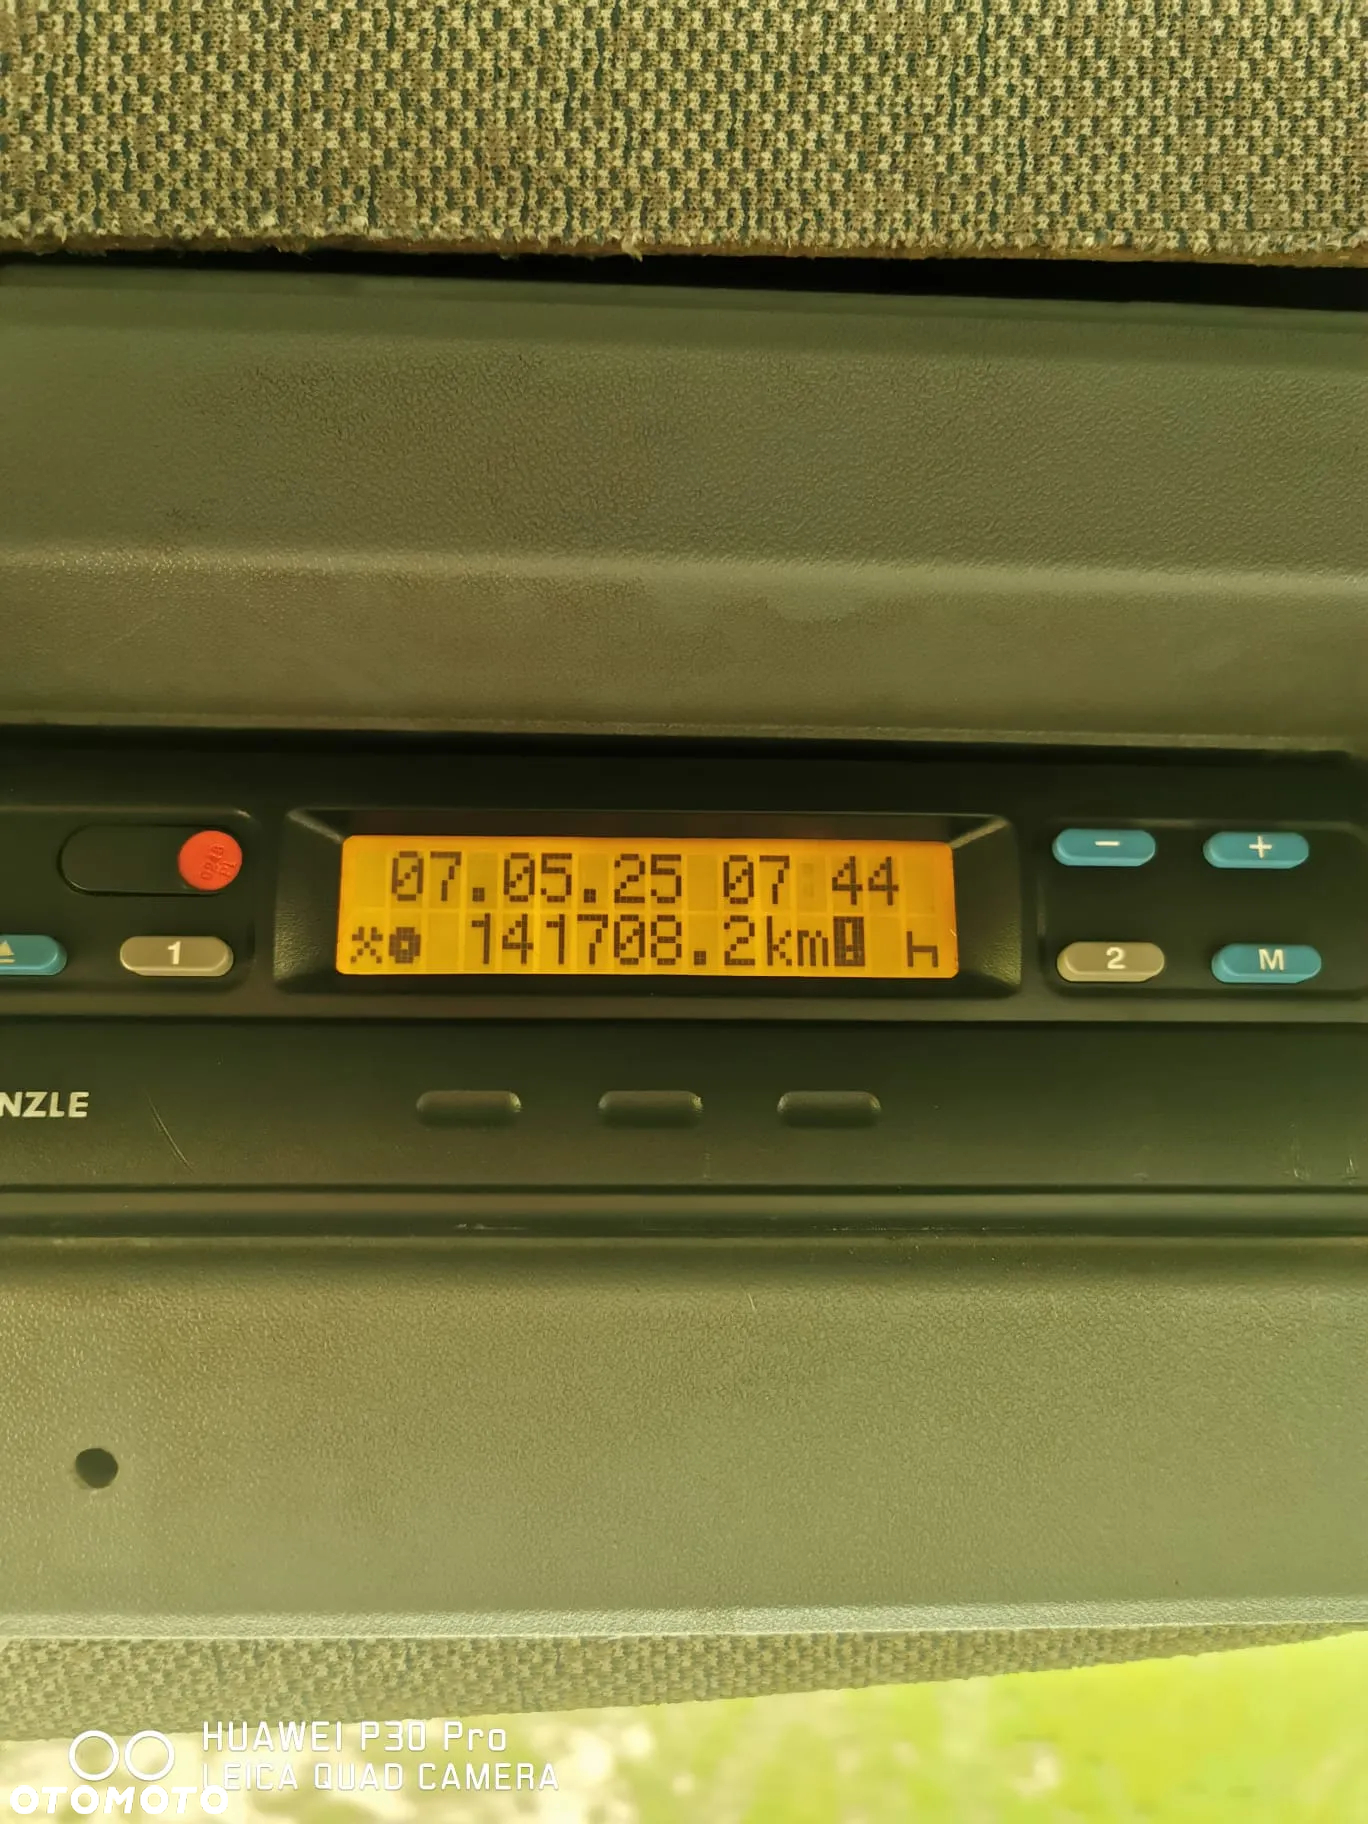 07.05.25 07:44
141708.2km
- +
1
2 M
NZLE
HUAWEI P30 Pro
LEICA QUAD CAMERA
OTOMOTO